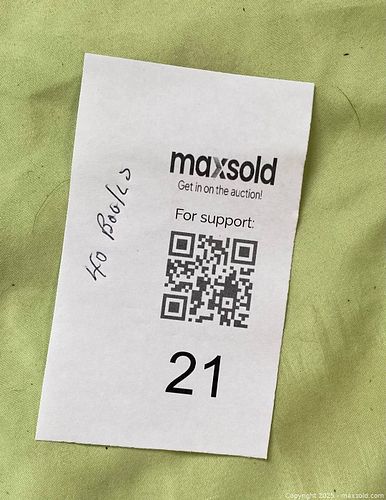 maxsold
Get in on the auction!
For support:
40 Books
21
Copyright 2025 - maxsold.com